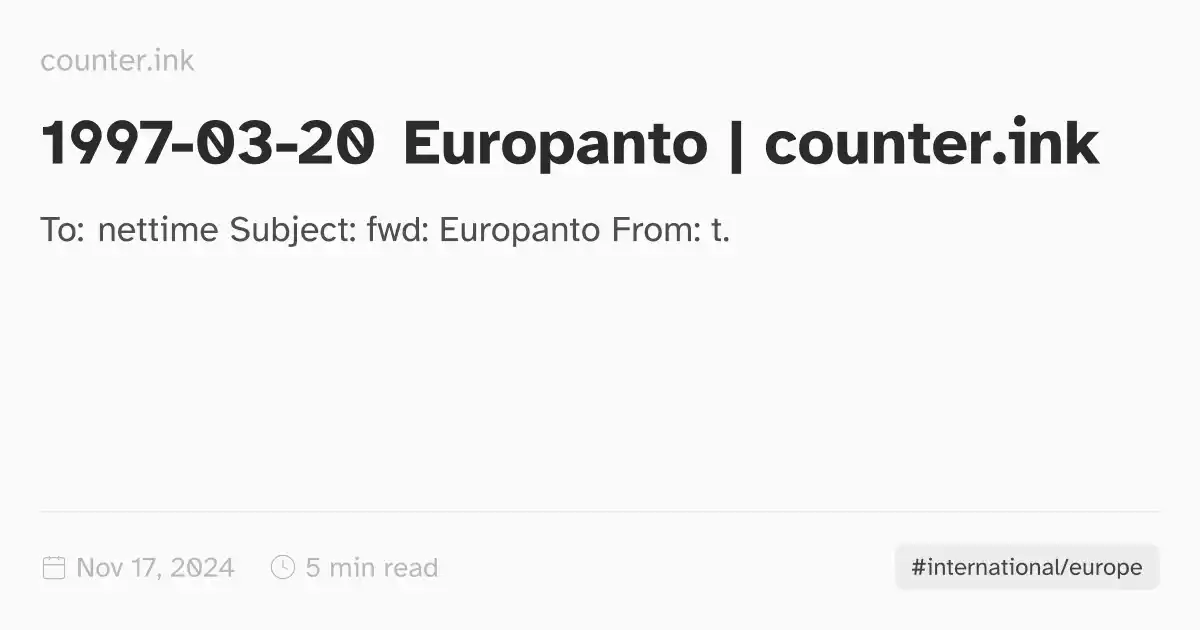 counter.ink
1997-03-20 Europanto | counter.ink
To: nettime Subject: fwd: Europanto From: t.
Nov 17, 2024 5 min read #international/europe